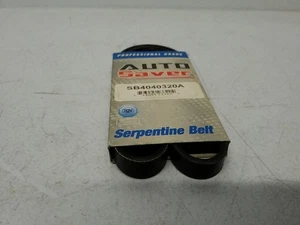 PROFESSIONAL GRADE
AUTO
Saver
SB4040320A
Serpentine Belt